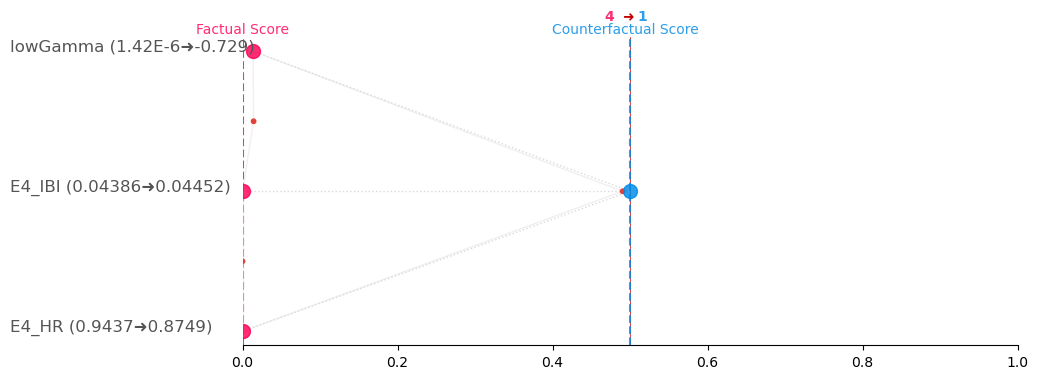 4 ➔ 1
Factual Score Counterfactual Score
lowGamma (1.42E-6➔-0.729)
E4_IBI (0.04386➔0.04452)
E4_HR (0.9437➔0.8749)
0.0 0.2 0.4 0.6 0.8 1.0